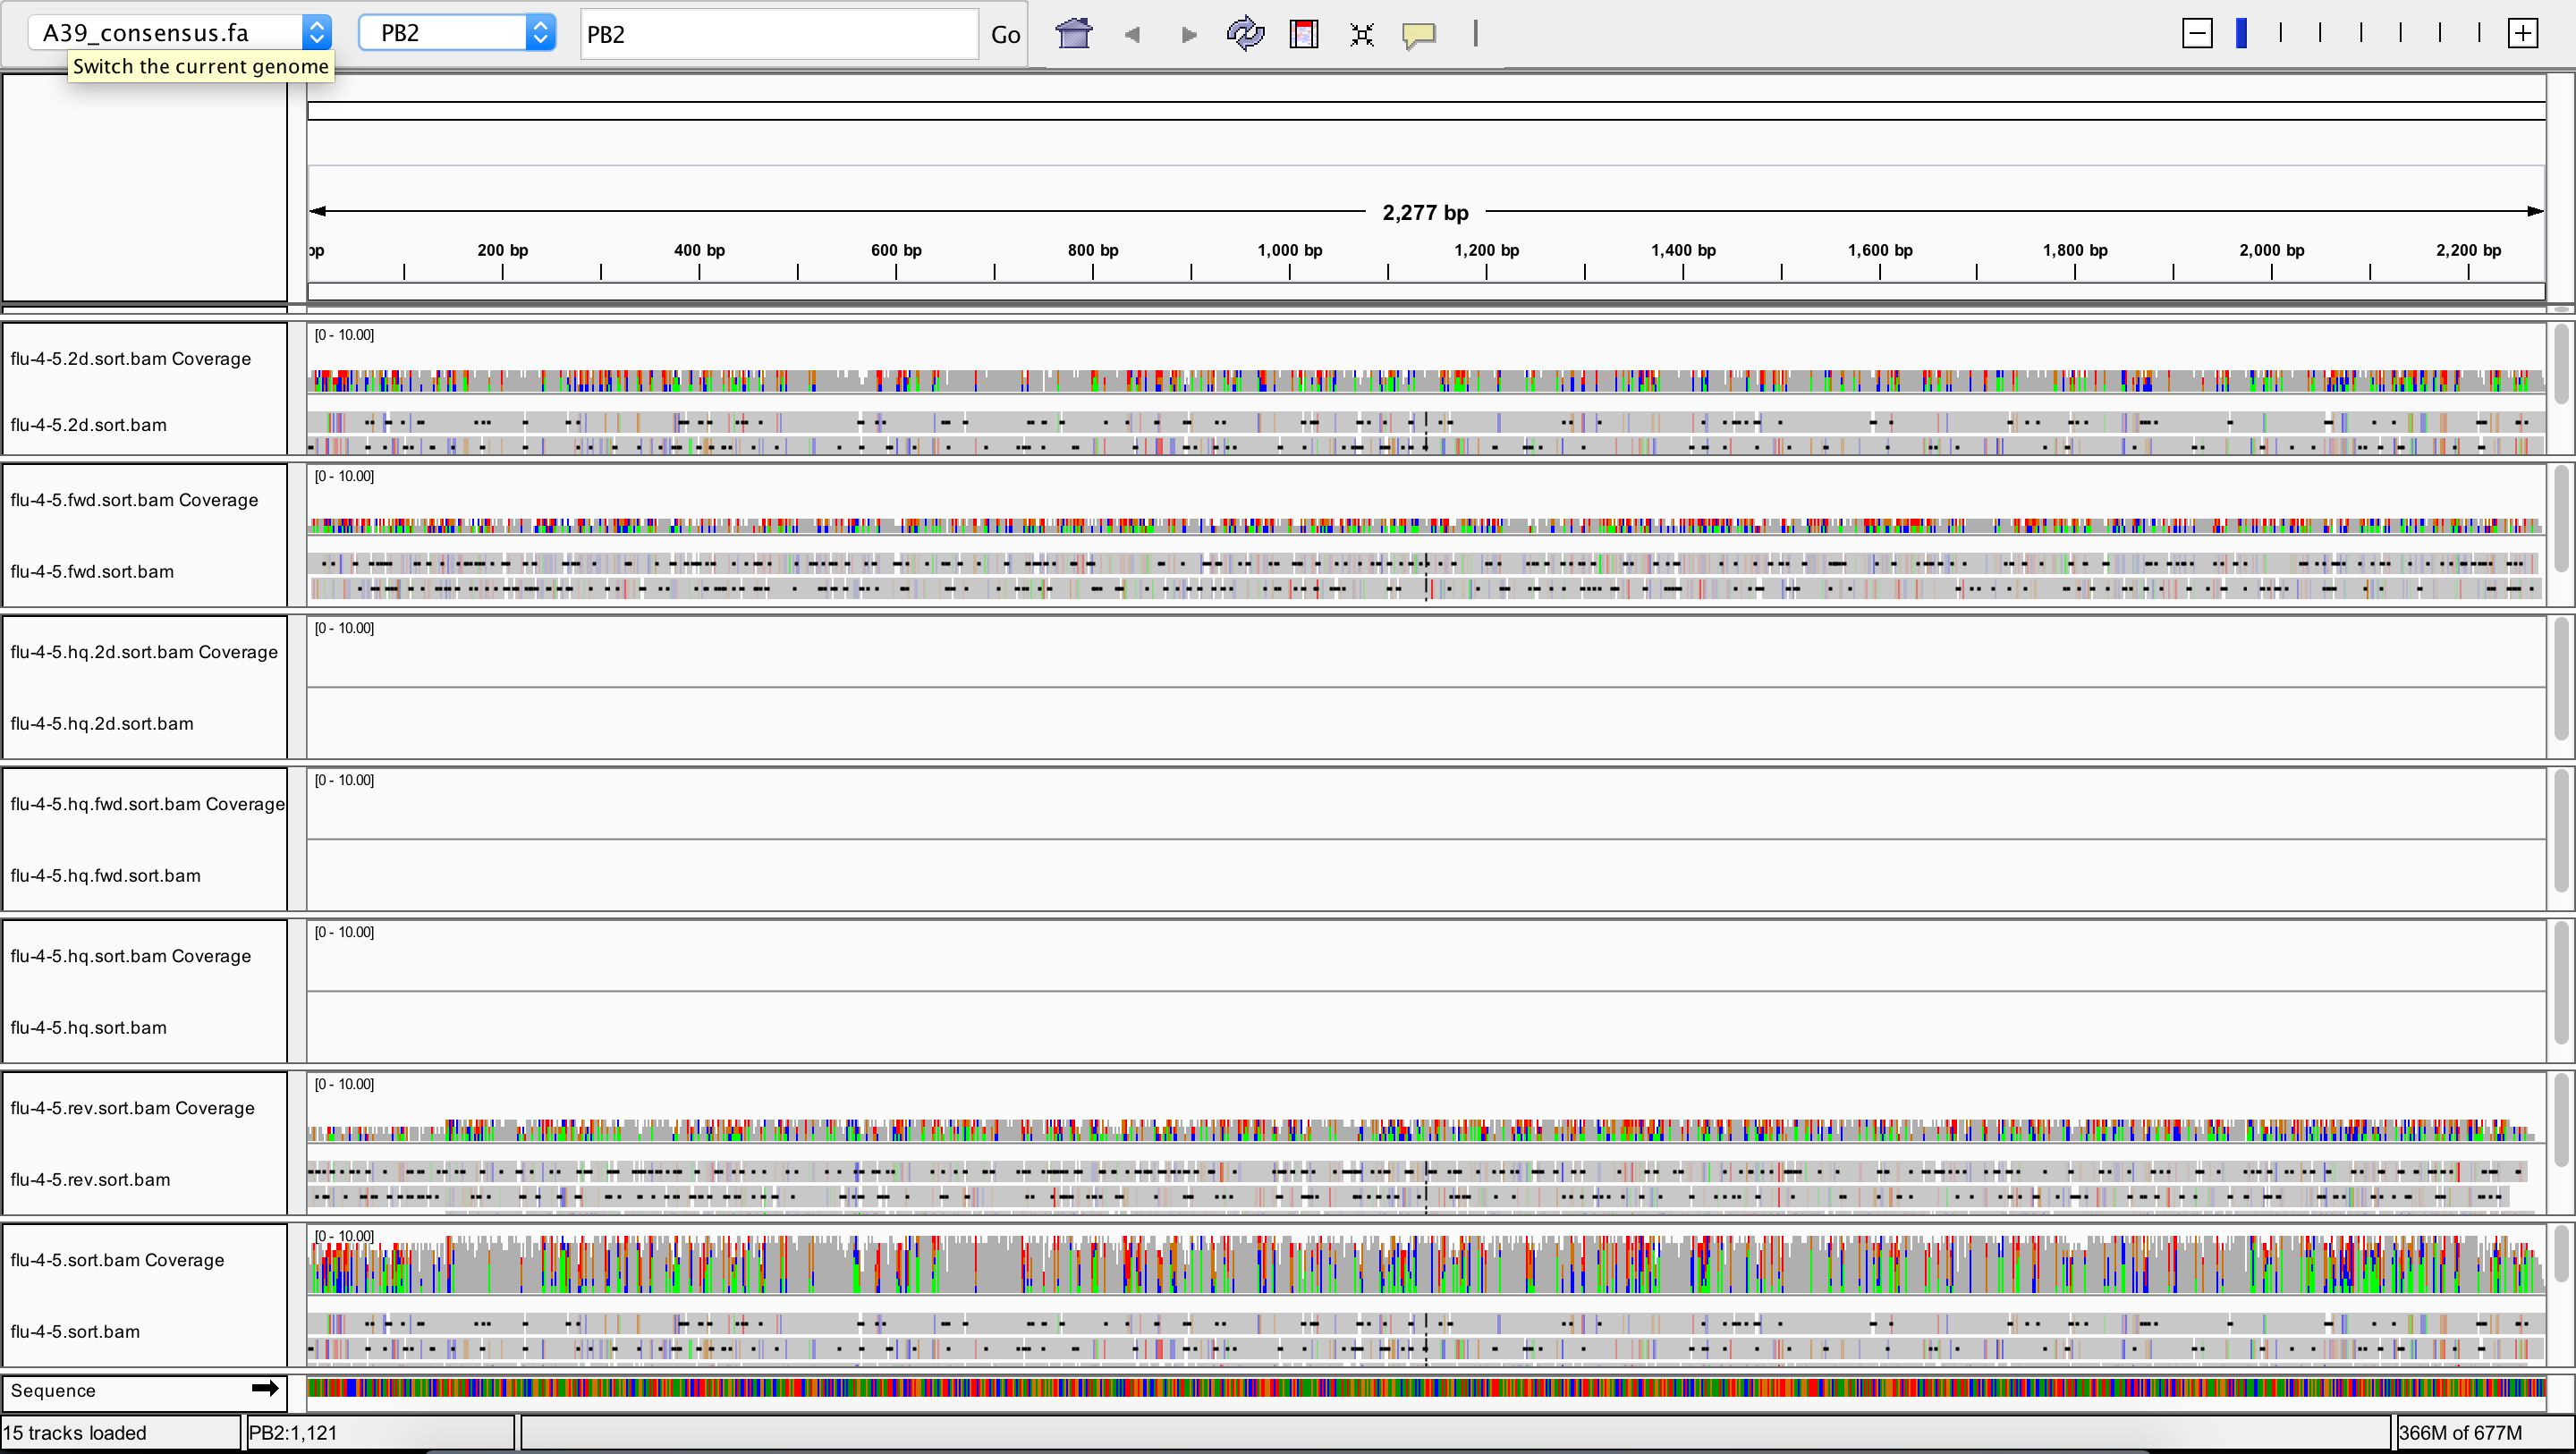 A39_consensus.fa PB2 PB2 Go
Switch the current genome
2,277 bp
bp 200 bp 400 bp 600 bp 800 bp 1,000 bp 1,200 bp 1,400 bp 1,600 bp 1,800 bp 2,000 bp 2,200 bp
[0 - 10.00]
flu-4-5.2d.sort.bam Coverage
flu-4-5.2d.sort.bam
[0 - 10.00]
flu-4-5.fwd.sort.bam Coverage
flu-4-5.fwd.sort.bam
[0 - 10.00]
flu-4-5.hq.2d.sort.bam Coverage
flu-4-5.hq.2d.sort.bam
[0 - 10.00]
flu-4-5.hq.fwd.sort.bam Coverage
flu-4-5.hq.fwd.sort.bam
[0 - 10.00]
flu-4-5.hq.sort.bam Coverage
flu-4-5.hq.sort.bam
[0 - 10.00]
flu-4-5.rev.sort.bam Coverage
flu-4-5.rev.sort.bam
[0 - 10.00]
flu-4-5.sort.bam Coverage
flu-4-5.sort.bam
Sequence
15 tracks loaded PB2:1,121 366M of 677M